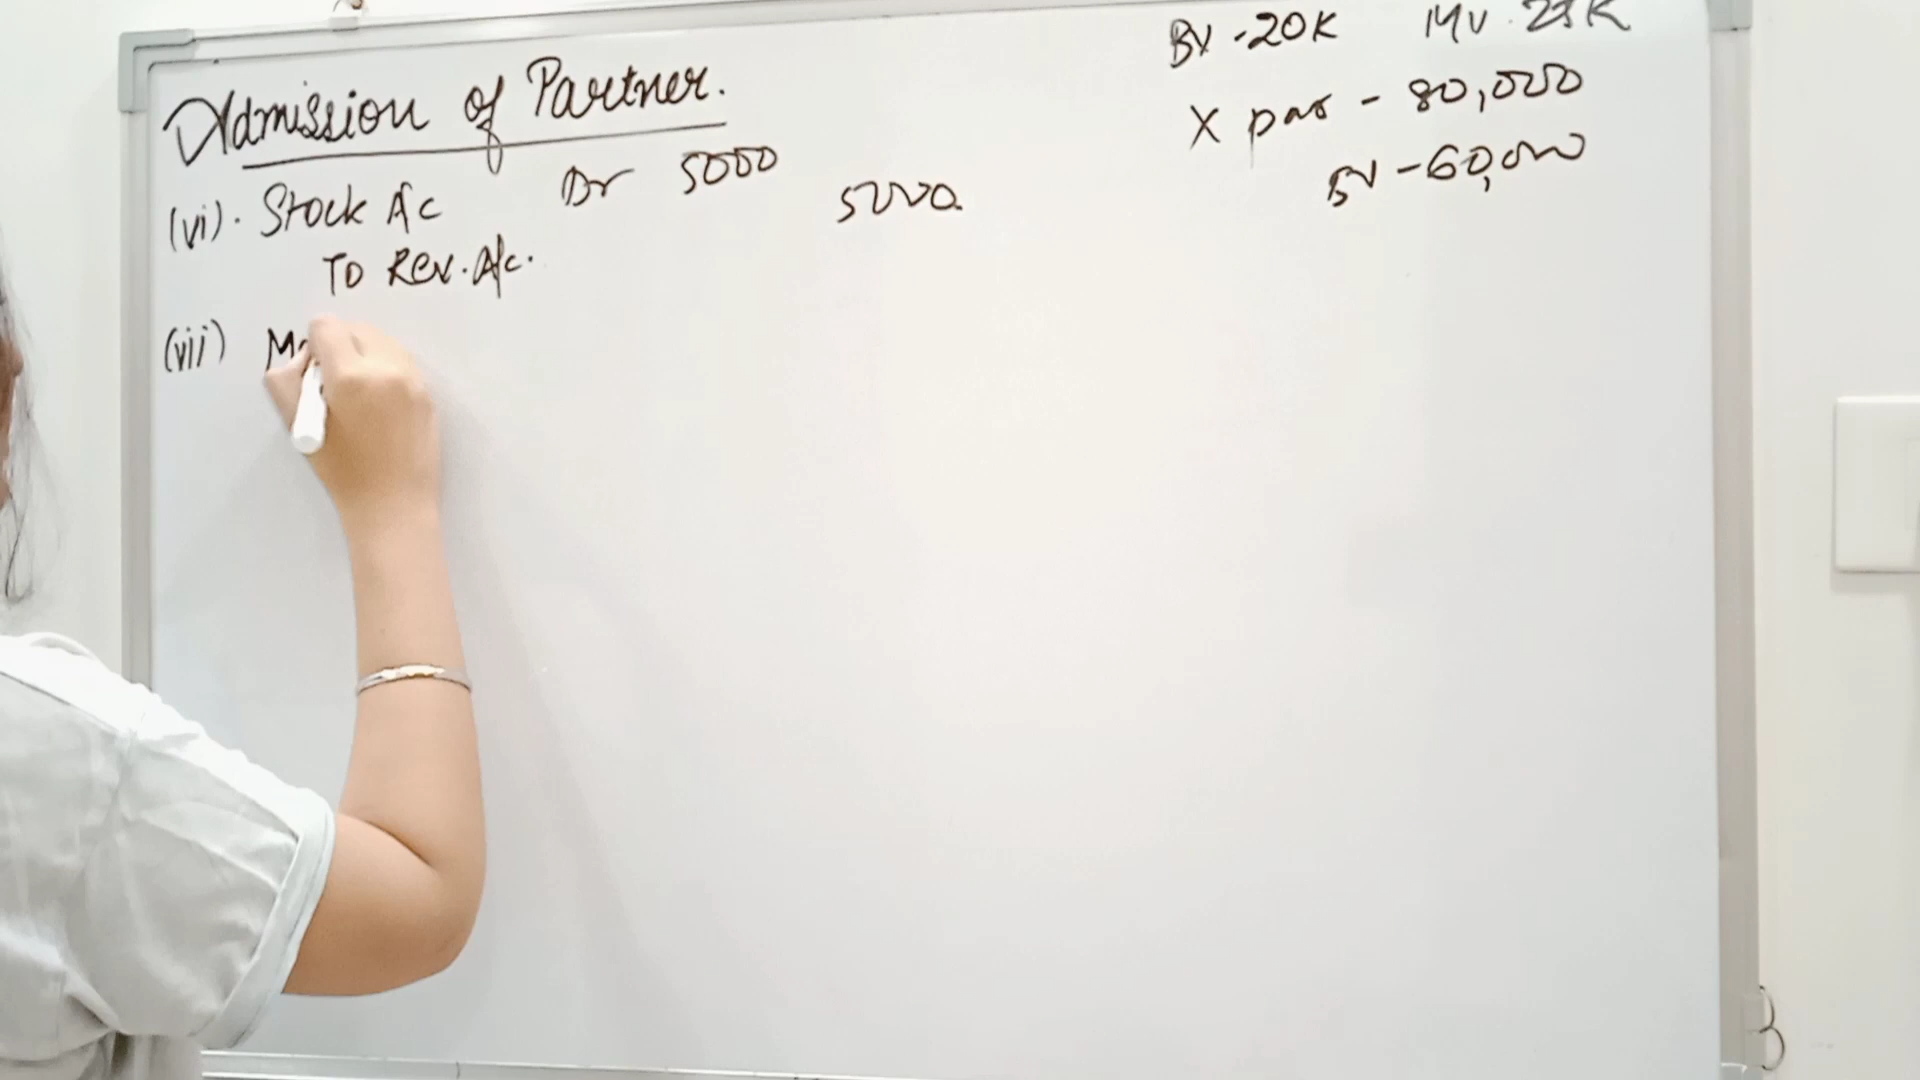 Admission of Partner.
(vi). Stock A/c Dr 5000
5000.
To Rev. A/c.
(vii)
BV - 20K MV - 25K
X par - 80,000
BV - 60,000